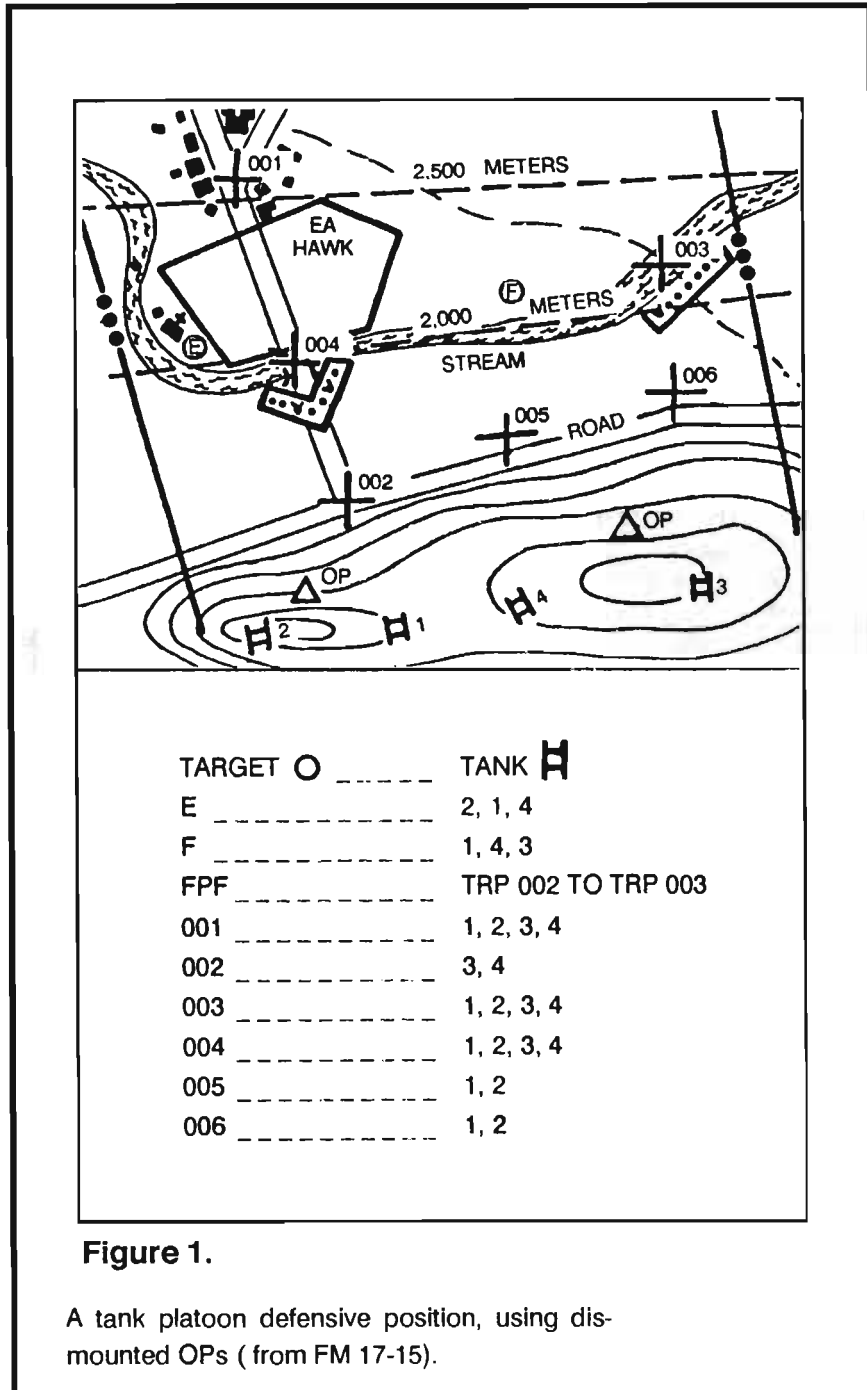 001
2,500 METERS
EA
HAWK
003
F
METERS
2,000
E
004
STREAM
006
005
ROAD
002
OP
OP
4
3
2
1
TARGET O ------ TANK
E -------------- 2, 1, 4
F -------------- 1, 4, 3
FPF ------------- TRP 002 TO TRP 003
001 ------------ 1, 2, 3, 4
002 ------------ 3, 4
003 ------------ 1, 2, 3, 4
004 ------------ 1, 2, 3, 4
005 ------------ 1, 2
006 ------------ 1, 2
Figure 1.
A tank platoon defensive position, using dis-
mounted OPs ( from FM 17-15).